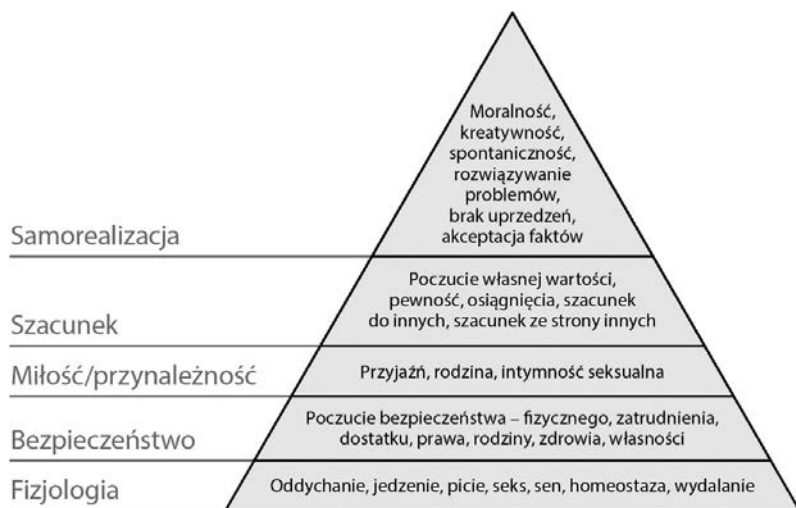 Moralność,
kreatywność,
spontaniczność,
rozwiązywanie
problemów,
brak uprzedzeń,
akceptacja faktów
Samorealizacja
Poczucie własnej wartości,
pewność, osiągnięcia, szacunek
do innych, szacunek ze strony innych
Szacunek
Miłość/przynależność
Przyjaźń, rodzina, intymność seksualna
Poczucie bezpieczeństwa – fizycznego, zatrudnienia,
dostatku, prawa, rodziny, zdrowia, własności
Bezpieczeństwo
Fizjologia
Oddychanie, jedzenie, picie, seks, sen, homeostaza, wydalanie